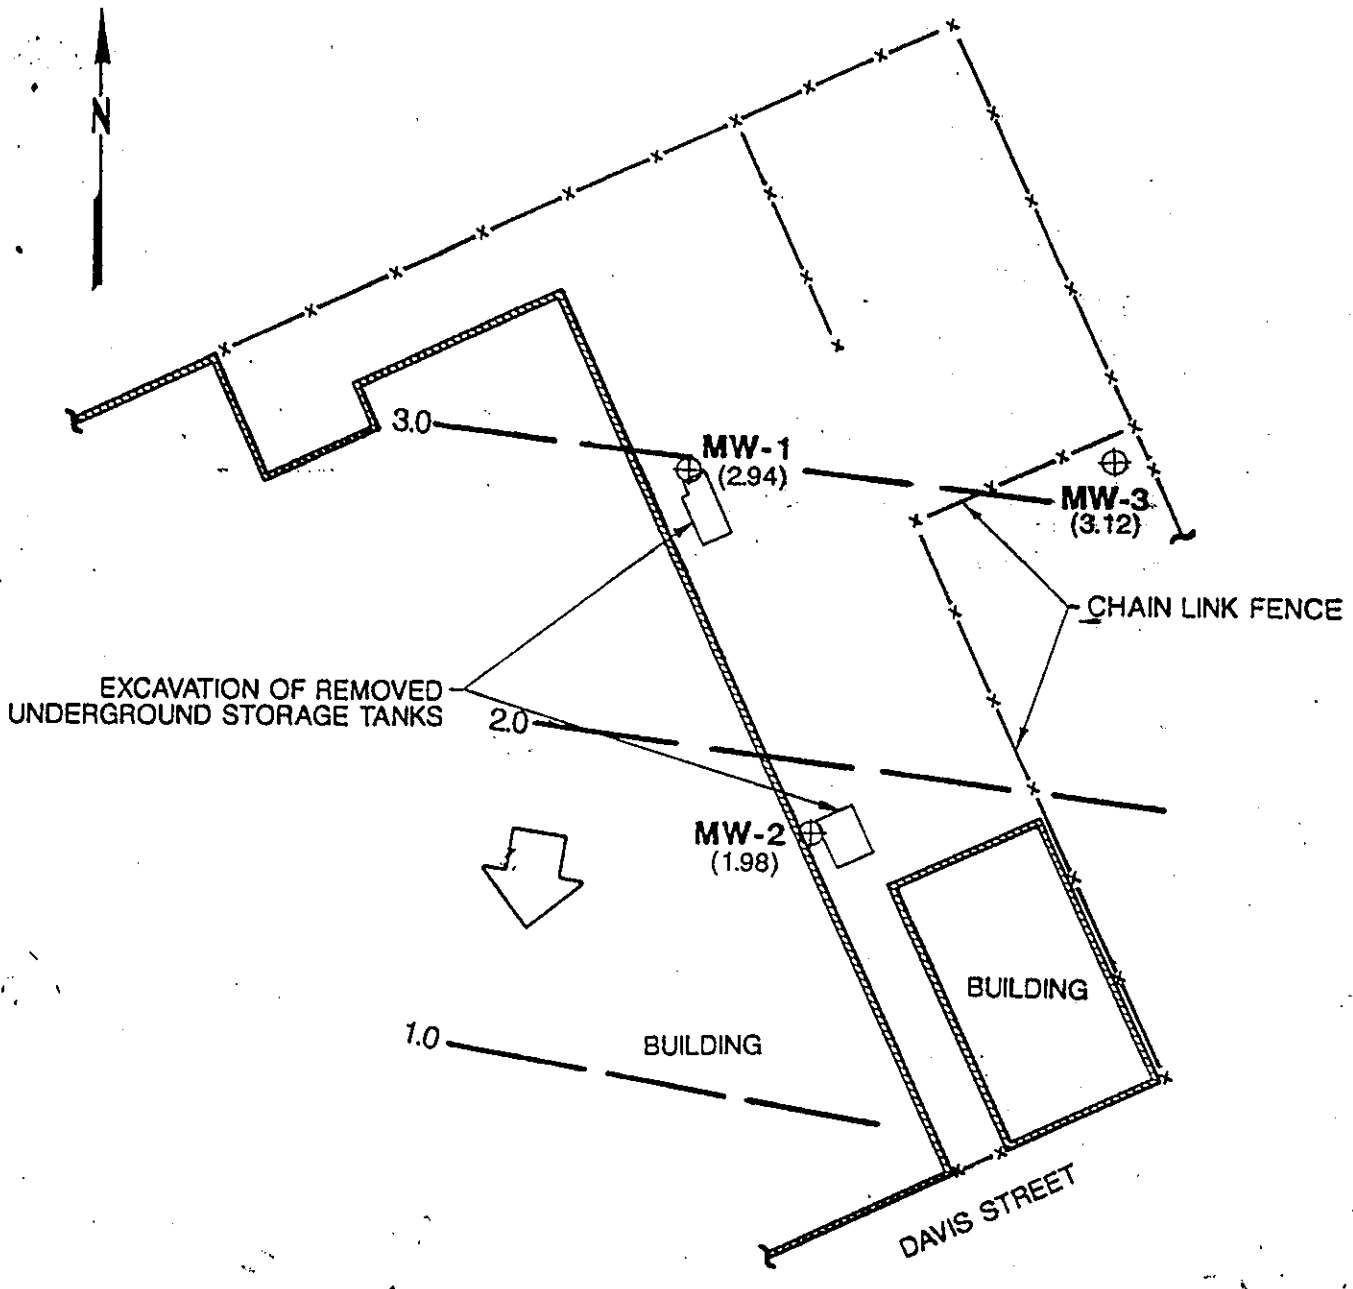 N
3.0
MW-1
(2.94)
MW-3
(3.12)
CHAIN LINK FENCE
EXCAVATION OF REMOVED
UNDERGROUND STORAGE TANKS
2.0
MW-2
(1.98)
BUILDING
1.0
BUILDING
DAVIS STREET